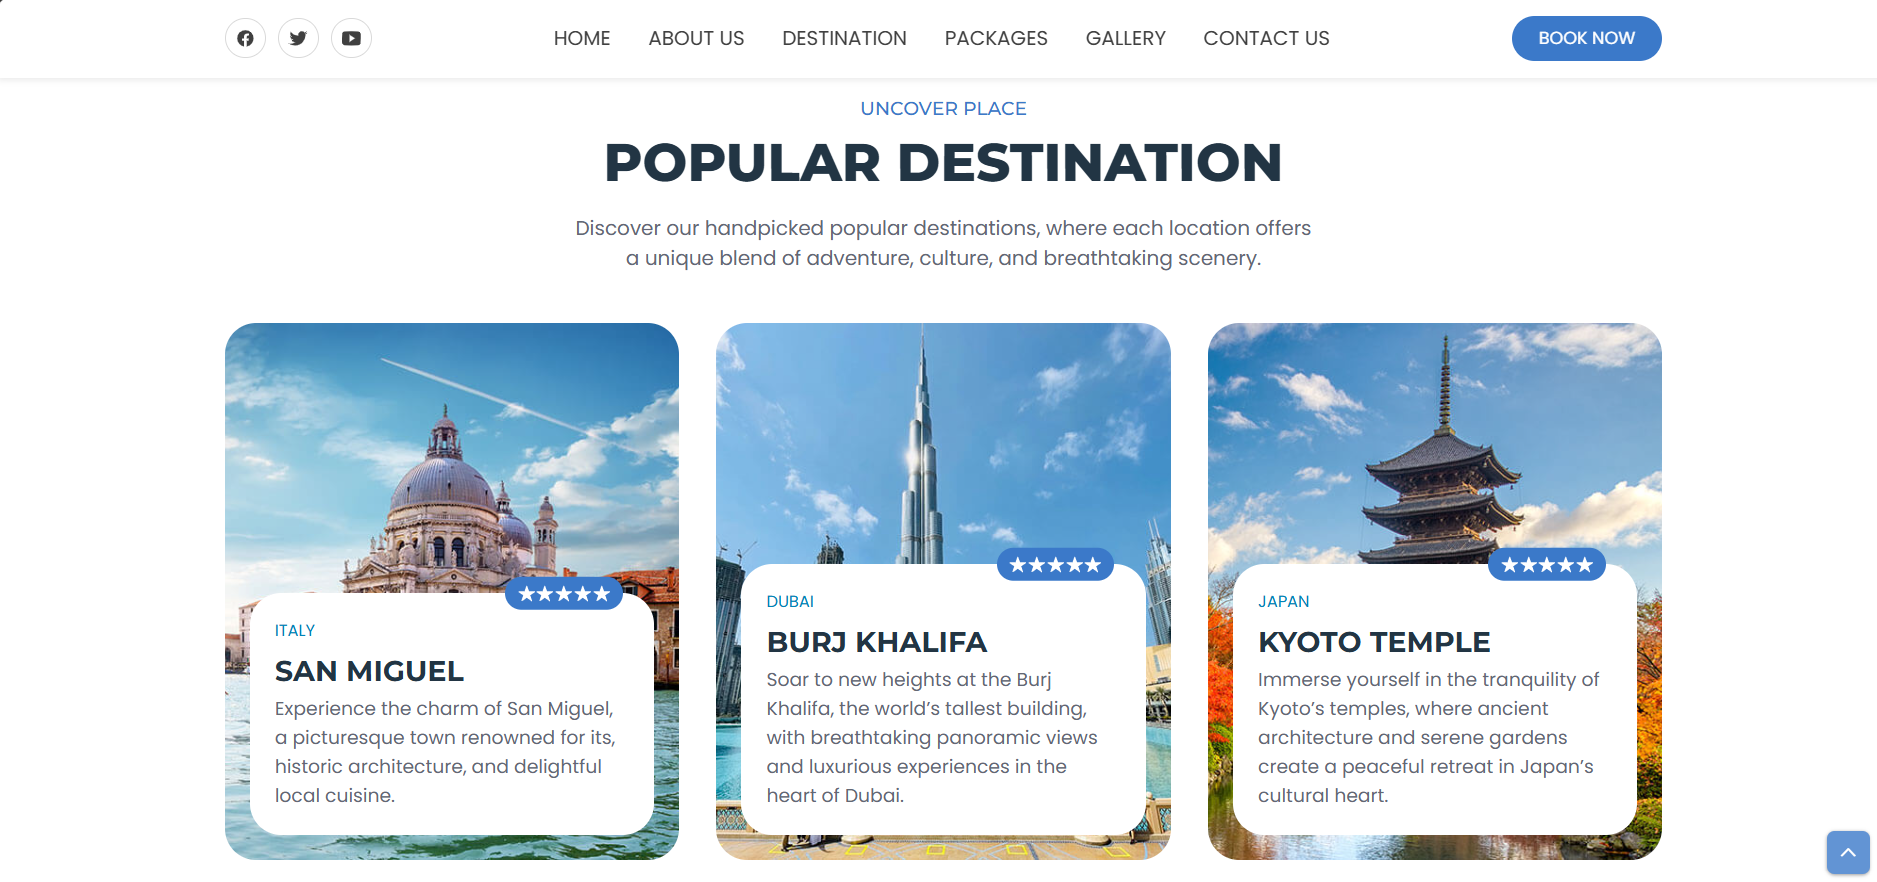 HOME ABOUT US DESTINATION PACKAGES GALLERY CONTACT US BOOK NOW
UNCOVER PLACE
POPULAR DESTINATION
Discover our handpicked popular destinations, where each location offers
a unique blend of adventure, culture, and breathtaking scenery.
ITALY
SAN MIGUEL
Experience the charm of San Miguel,
a picturesque town renowned for its,
historic architecture, and delightful
local cuisine.
DUBAI
BURJ KHALIFA
Soar to new heights at the Burj
Khalifa, the world’s tallest building,
with breathtaking panoramic views
and luxurious experiences in the
heart of Dubai.
JAPAN
KYOTO TEMPLE
Immerse yourself in the tranquility of
Kyoto’s temples, where ancient
architecture and serene gardens
create a peaceful retreat in Japan’s
cultural heart.